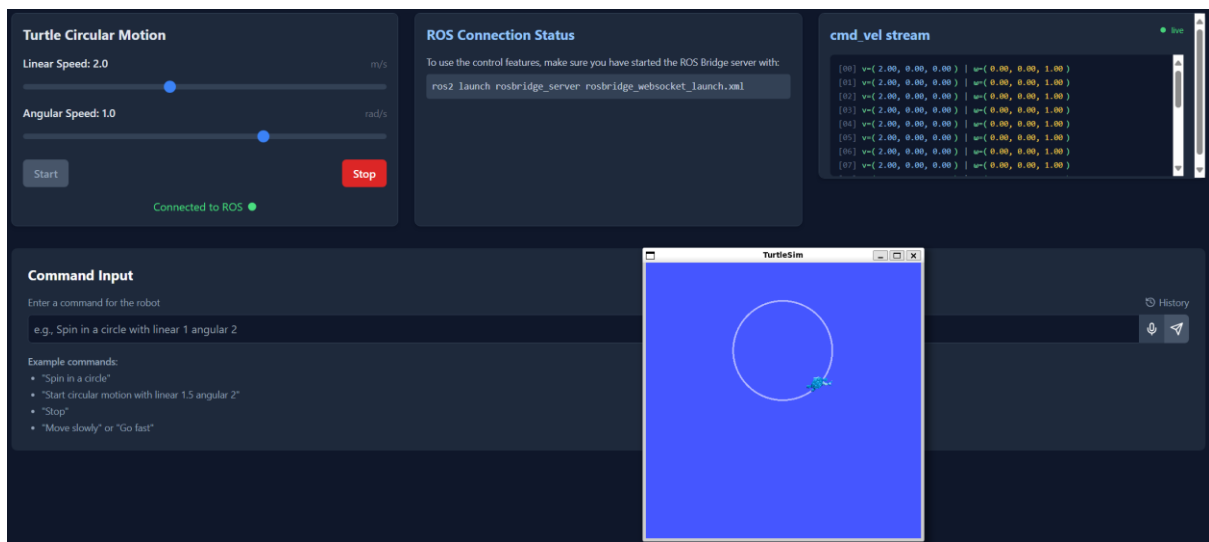 Turtle Circular Motion
Linear Speed: 2.0 m/s
Angular Speed: 1.0 rad/s
Start Stop
Connected to ROS
ROS Connection Status
To use the control features, make sure you have started the ROS Bridge server with:
ros2 launch rosbridge_server rosbridge_websocket_launch.xml
cmd_vel stream
live
[00] v=( 2.00, 0.00, 0.00 ) | ω=( 0.00, 0.00, 1.00 )
[01] v=( 2.00, 0.00, 0.00 ) | ω=( 0.00, 0.00, 1.00 )
[02] v=( 2.00, 0.00, 0.00 ) | ω=( 0.00, 0.00, 1.00 )
[03] v=( 2.00, 0.00, 0.00 ) | ω=( 0.00, 0.00, 1.00 )
[04] v=( 2.00, 0.00, 0.00 ) | ω=( 0.00, 0.00, 1.00 )
[05] v=( 2.00, 0.00, 0.00 ) | ω=( 0.00, 0.00, 1.00 )
[06] v=( 2.00, 0.00, 0.00 ) | ω=( 0.00, 0.00, 1.00 )
[07] v=( 2.00, 0.00, 0.00 ) | ω=( 0.00, 0.00, 1.00 )
Command Input
Enter a command for the robot
History
e.g., Spin in a circle with linear 1 angular 2
Example commands:
• "Spin in a circle"
• "Start circular motion with linear 1.5 angular 2"
• "Stop"
• "Move slowly" or "Go fast"
TurtleSim